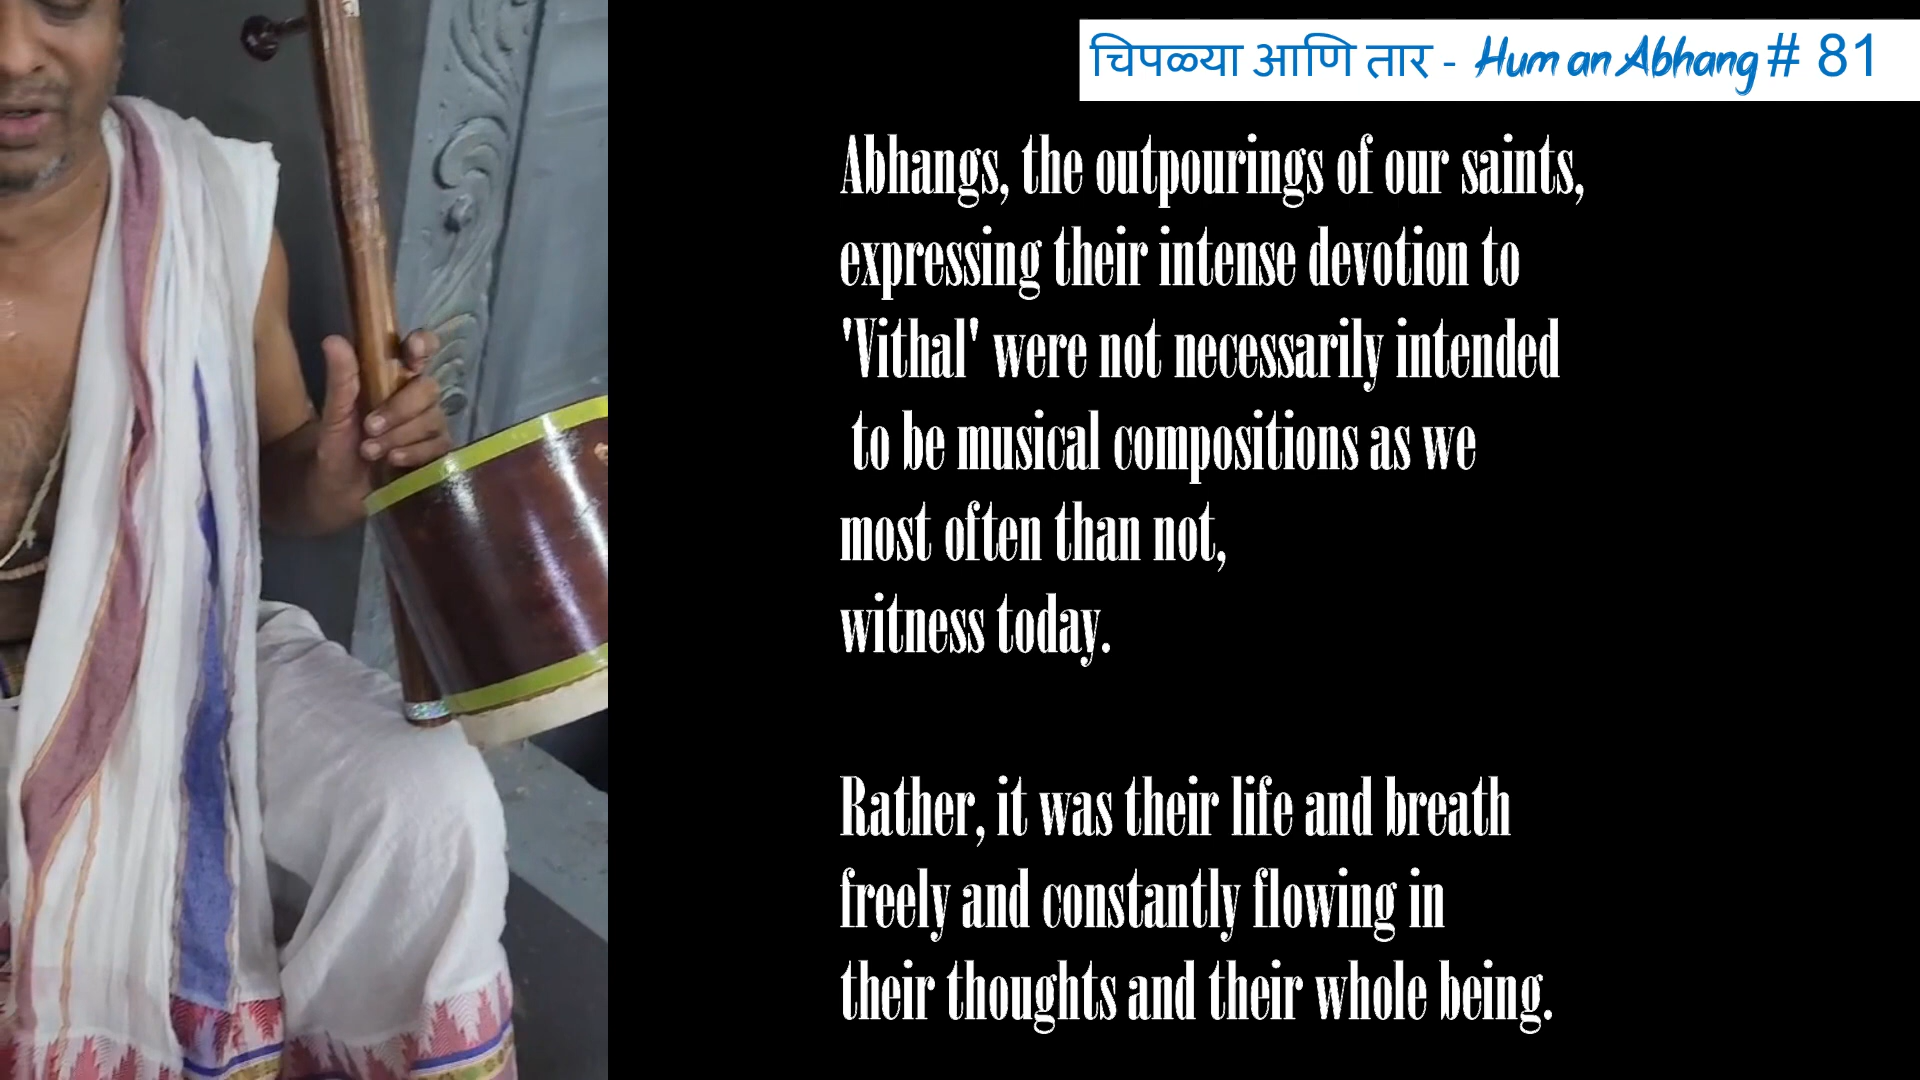 चिपळ्या आणि तार - Hum an Abhang # 81
Abhangs, the outpourings of our saints,
expressing their intense devotion to
'Vithal' were not necessarily intended
to be musical compositions as we
most often than not,
witness today.
Rather, it was their life and breath
freely and constantly flowing in
their thoughts and their whole being.